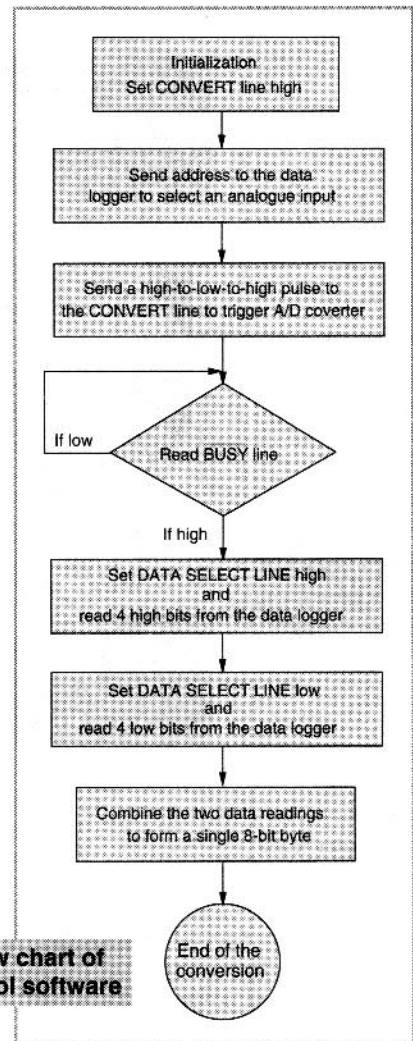 Initialization
Set CONVERT line high
Send address to the data
logger to select an analogue input
Send a high-to-low-to-high pulse to
the CONVERT line to trigger A/D coverter
If low
Read BUSY line
If high
Set DATA SELECT LINE high
and
read 4 high bits from the data logger
Set DATA SELECT LINE low
and
read 4 low bits from the data logger
Combine the two data readings
to form a single 8-bit byte
End of the
conversion
w chart of
ol software